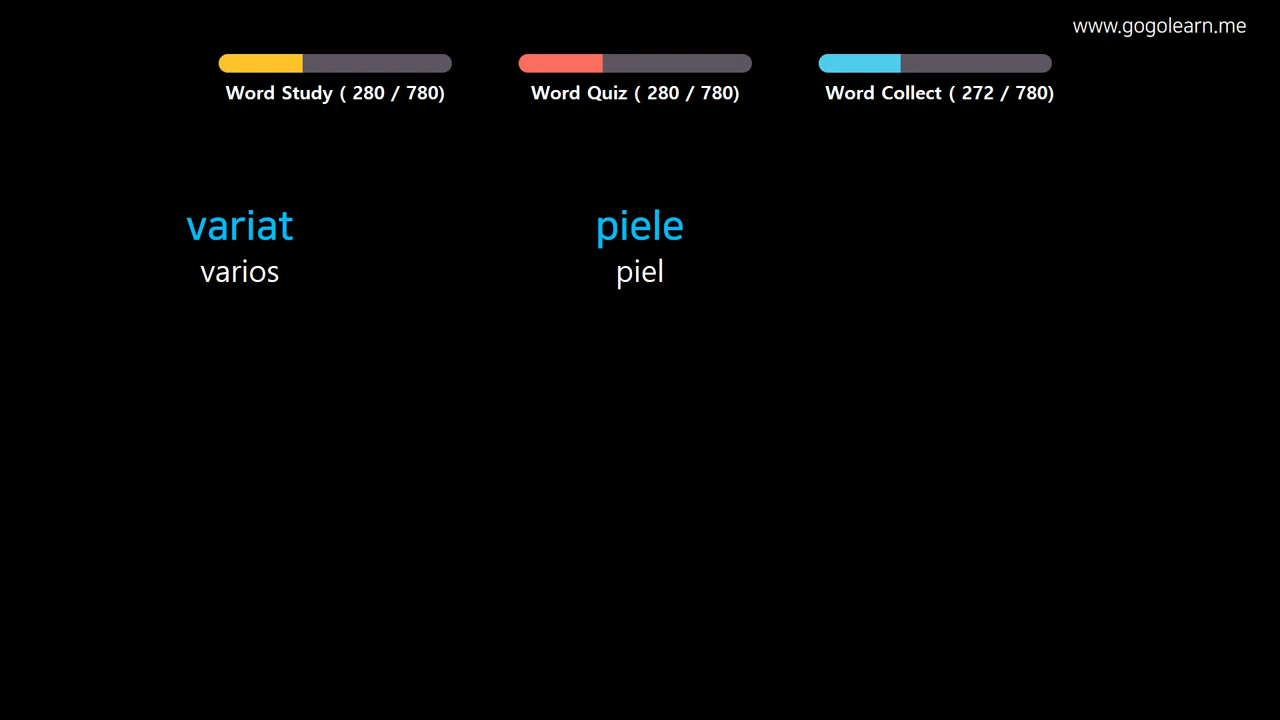 www.gogolearn.me
Word Study ( 280 / 780)
Word Quiz ( 280 / 780)
Word Collect ( 272 / 780)
variat
varios
piele
piel